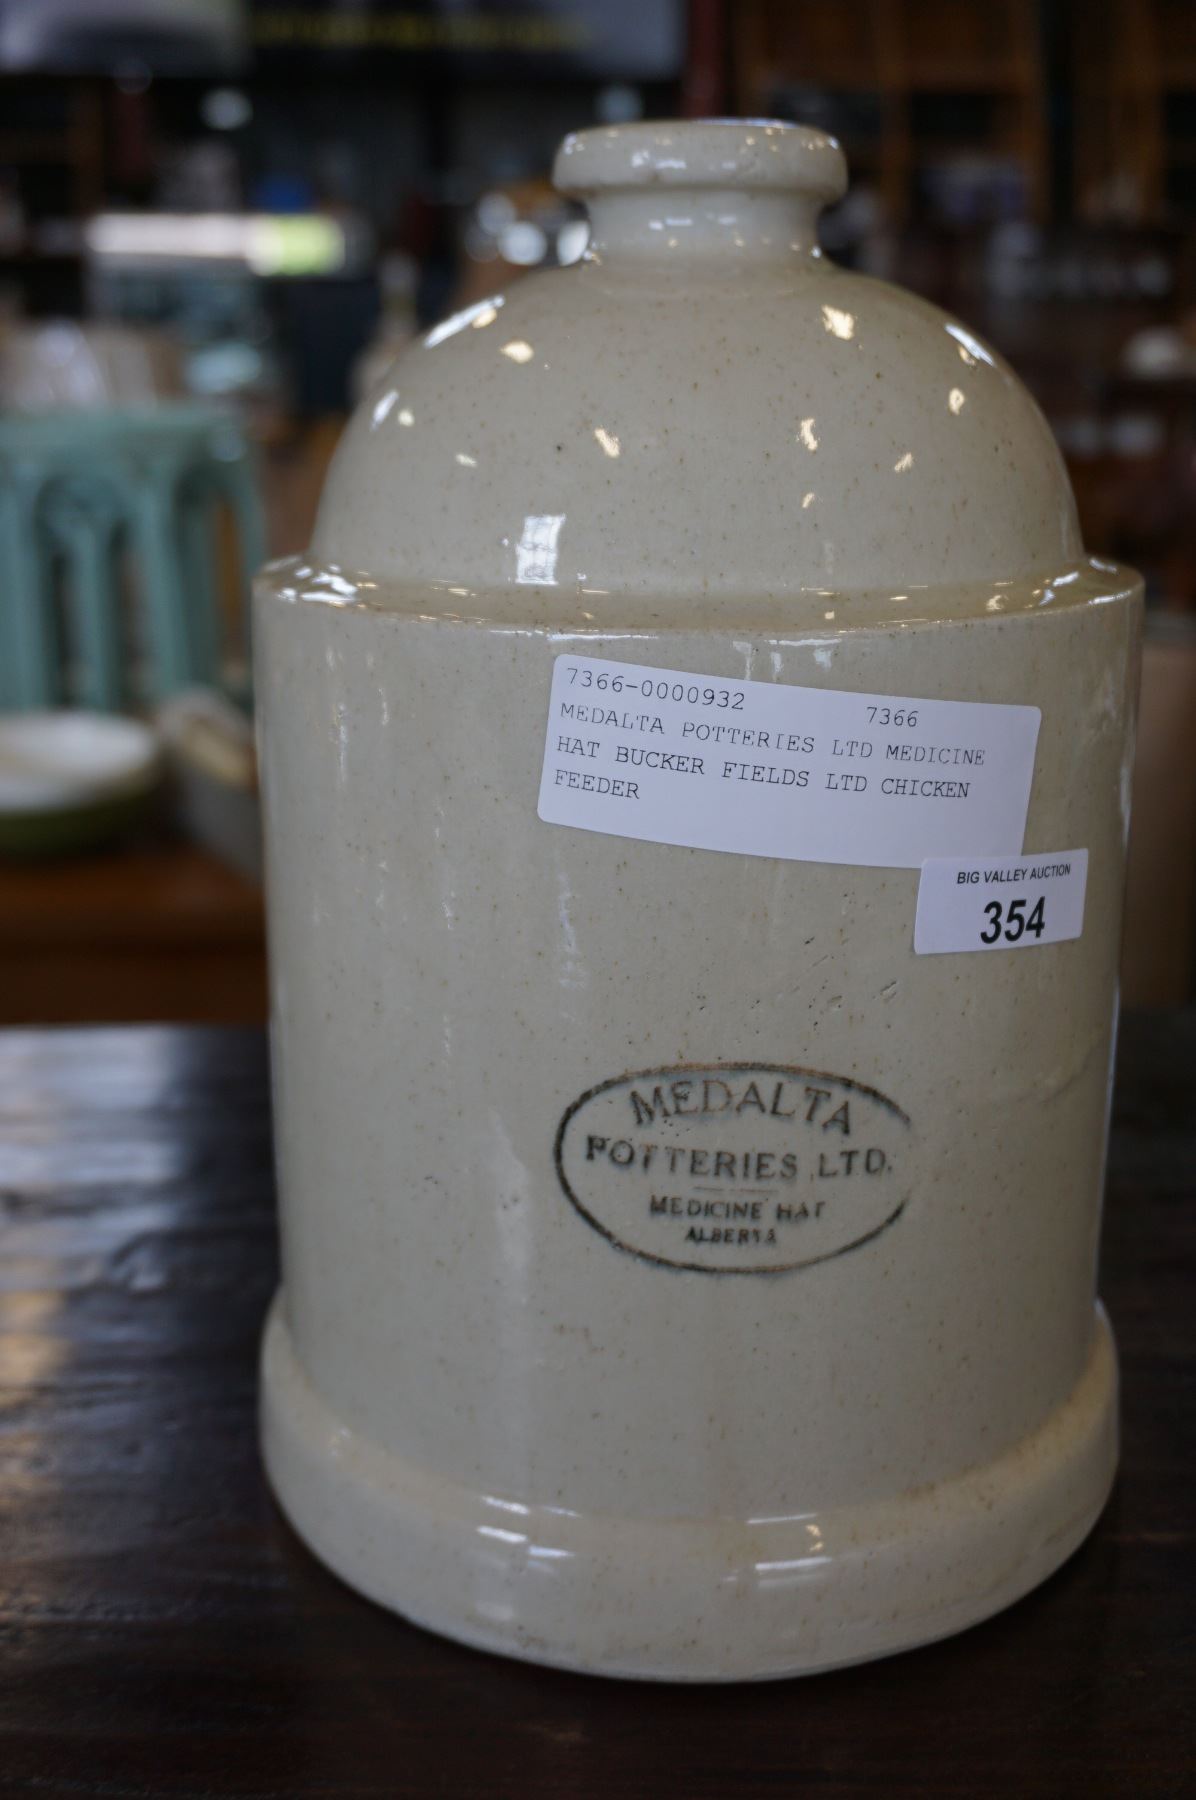 7366-0000932 7366
MEDALTA POTTERIES LTD MEDICINE
HAT BUCKER FIELDS LTD CHICKEN
FEEDER
BIG VALLEY AUCTION
354
MEDALTA
POTTERIES LTD.
MEDICINE HAT
ALBERTA